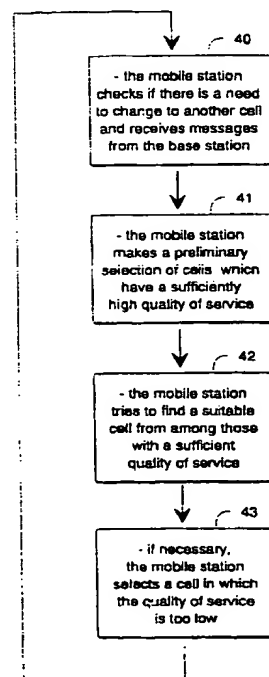 40
- the mobile station
checks if there is a need
to change to another cell
and receives messages
from the base station
41
- the mobile station
makes a preliminary
selection of cells which
have a sufficiently
high quality of service
42
- the mobile station
tries to find a suitable
cell from among those
with a sufficient
quality of service
43
- if necessary,
the mobile station
selects a cell in which
the quality of service
is too low